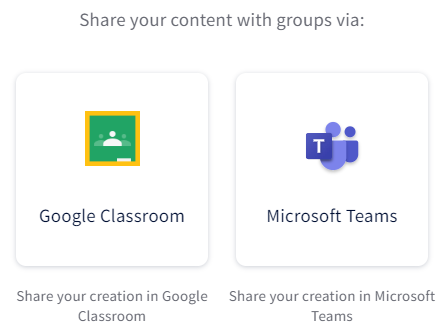 Share your content with groups via:
T
Google Classroom
Microsoft Teams
Share your creation in Google
Classroom
Share your creation in Microsoft
Teams